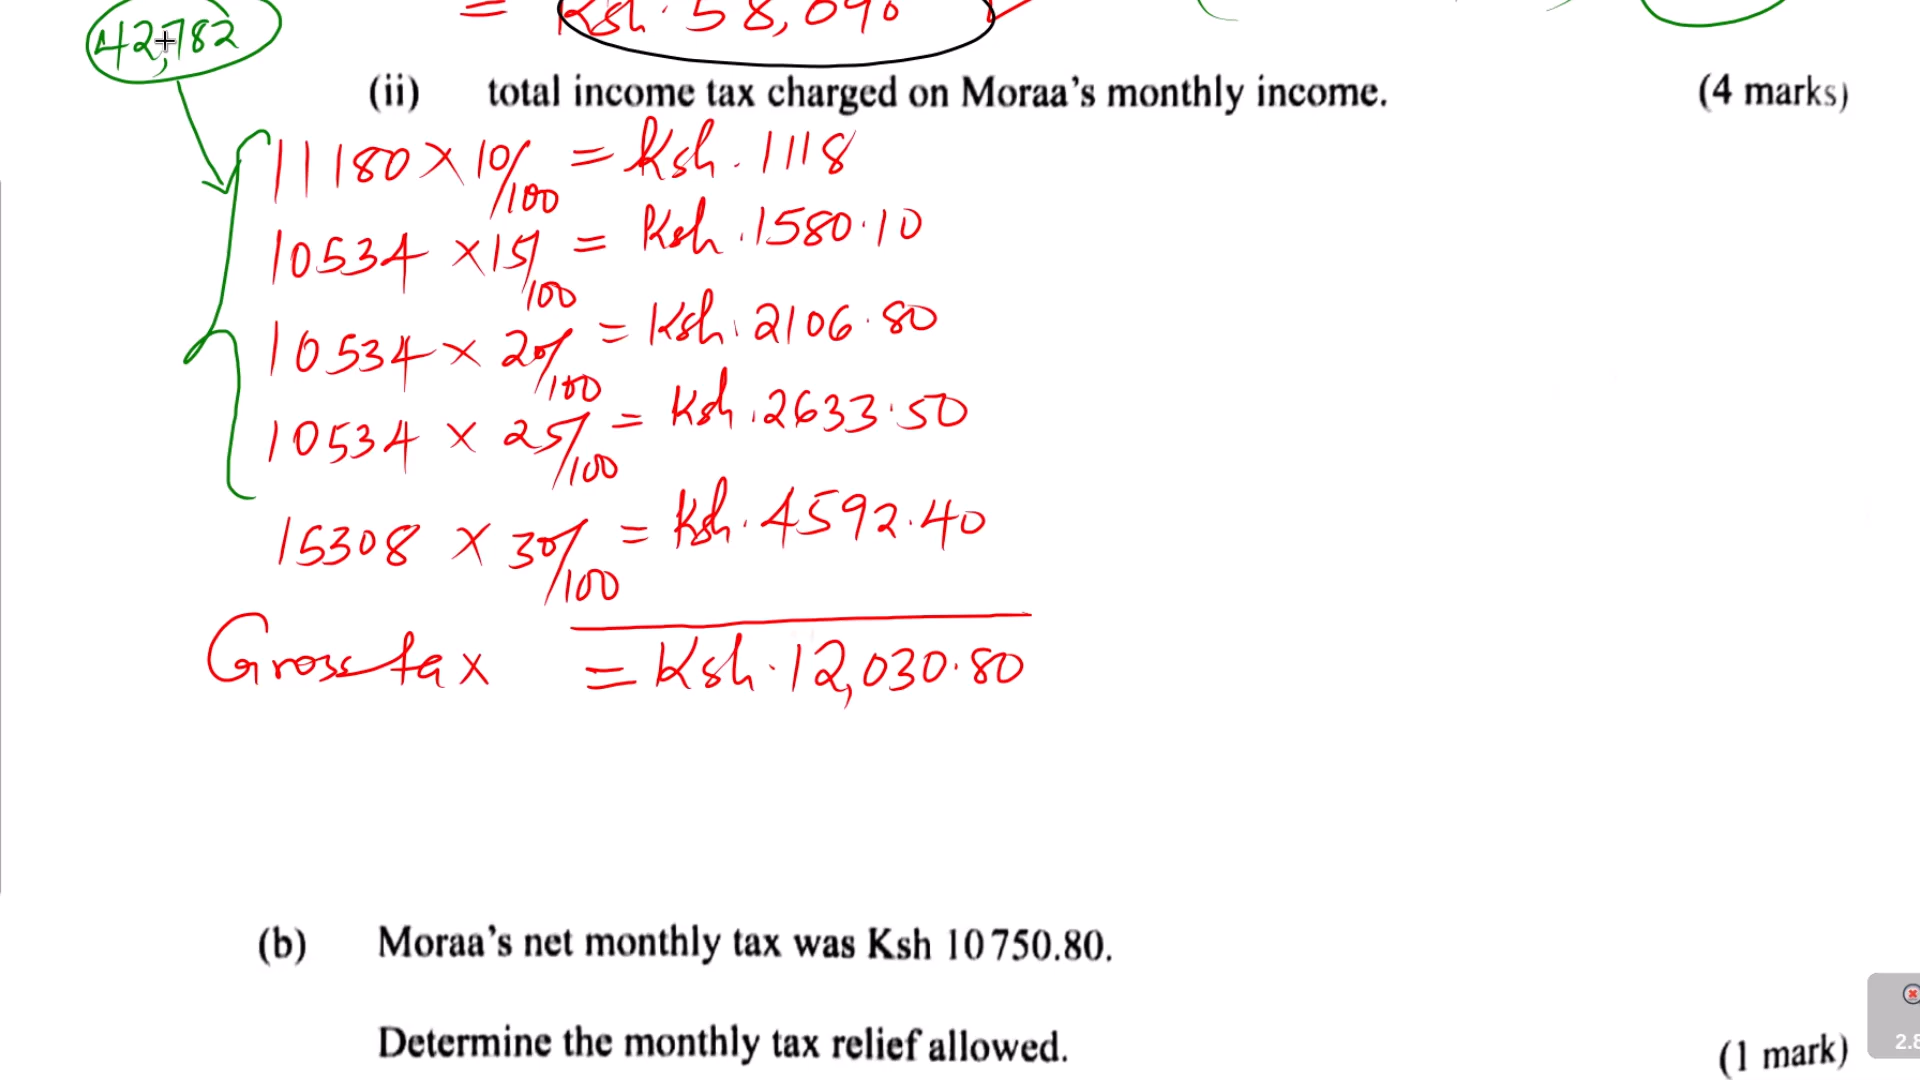 = Ksh. 58,090
42,782
(ii) total income tax charged on Moraa's monthly income. (4 marks)
11180 × 10/100 = Ksh. 1118
10534 × 15/100 = Ksh. 1580.10
10534 × 20/100 = Ksh. 2106.80
10534 × 25/100 = Ksh. 2633.50
15308 × 30/100 = Ksh. 4592.40
Gross tax = Ksh. 12,030.80
(b) Moraa's net monthly tax was Ksh 10 750.80.
Determine the monthly tax relief allowed. (1 mark)